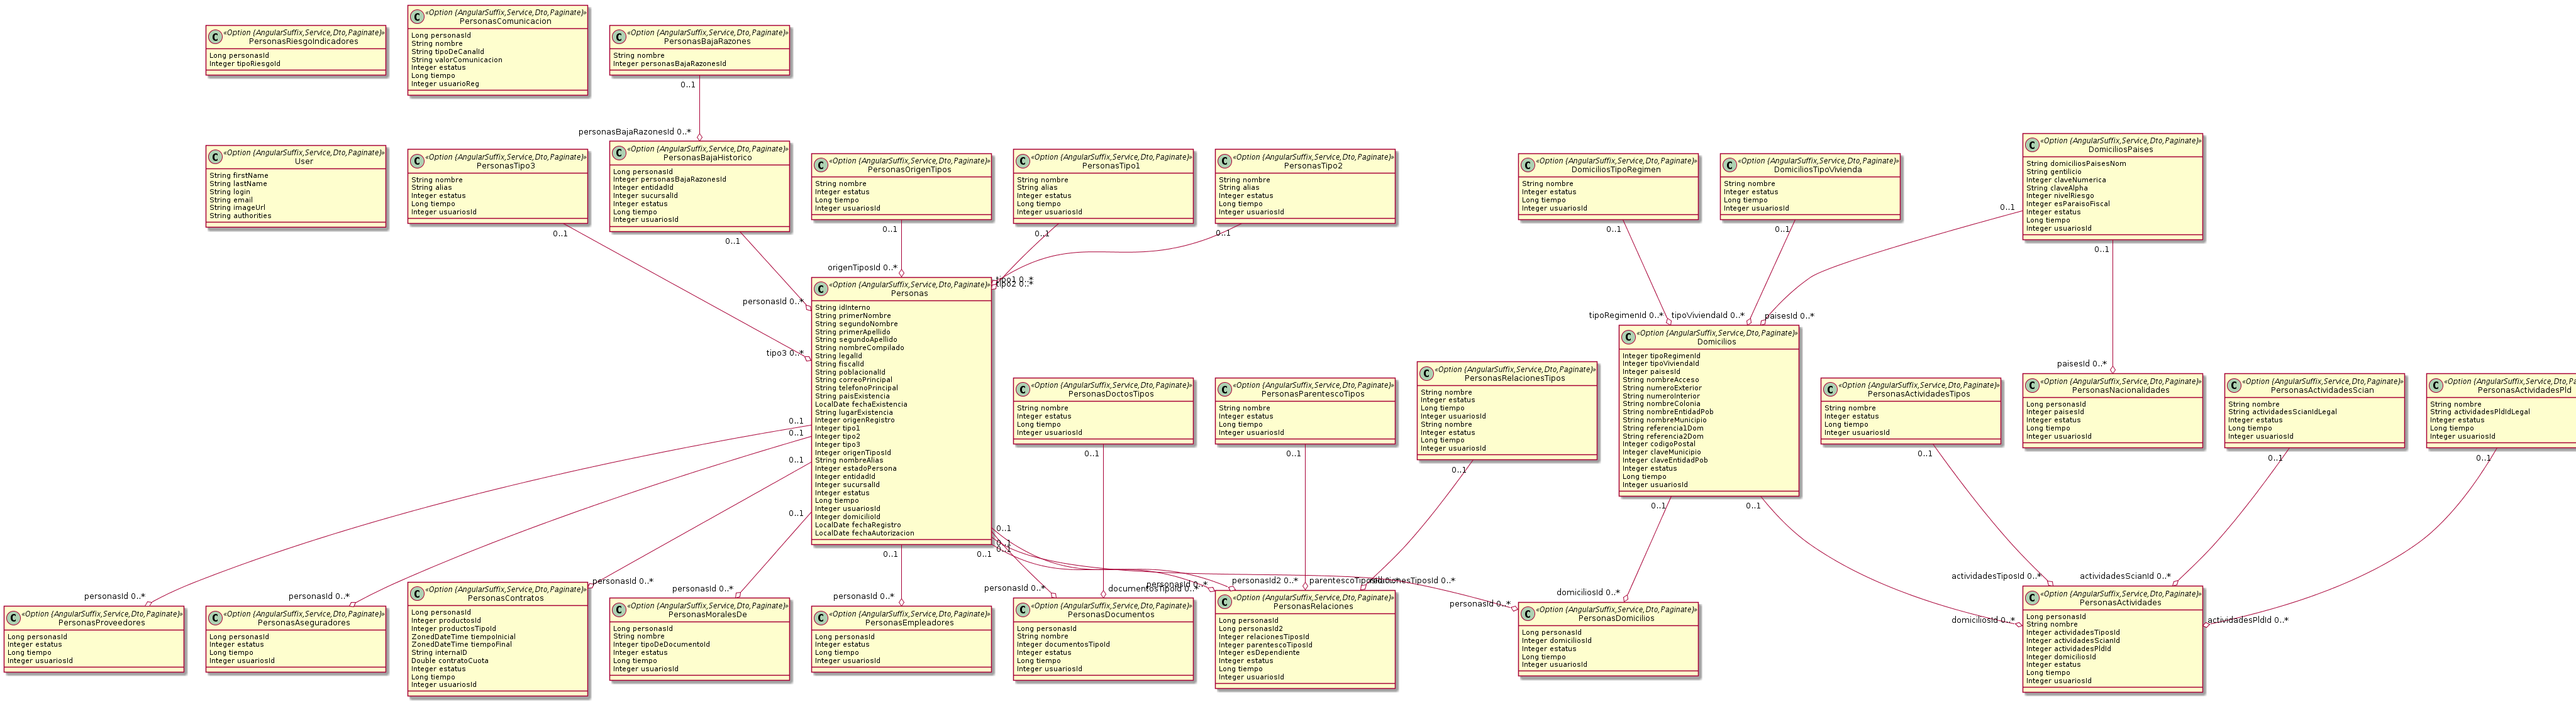 C
<<Option (AngularSuffix,Service,Dto,Paginate)>>
PersonasRiesgoIndicadores
Long personasId
Integer tipoRiesgoId
C
<<Option (AngularSuffix,Service,Dto,Paginate)>>
PersonasComunicacion
Long personasId
String nombre
String tipoDeCanalId
String valorComunicacion
Integer estatus
Long tiempo
Integer usuarioReg
C
<<Option (AngularSuffix,Service,Dto,Paginate)>>
PersonasBajaRazones
String nombre
Integer personasBajaRazonesId
0..1
personasBajaRazonesId 0..*
C
<<Option (AngularSuffix,Service,Dto,Paginate)>>
User
String firstName
String lastName
String login
String email
String imageUrl
String authorities
C
<<Option (AngularSuffix,Service,Dto,Paginate)>>
PersonasTipo3
String nombre
String alias
Integer estatus
Long tiempo
Integer usuariosId
0..1
C
<<Option (AngularSuffix,Service,Dto,Paginate)>>
PersonasBajaHistorico
Long personasId
Integer personasBajaRazonesId
Integer entidadId
Integer sucursalId
Integer estatus
Long tiempo
Integer usuariosId
0..1
C
<<Option (AngularSuffix,Service,Dto,Paginate)>>
PersonasOrigenTipos
String nombre
Integer estatus
Long tiempo
Integer usuariosId
0..1
origenTiposId 0..*
C
<<Option (AngularSuffix,Service,Dto,Paginate)>>
PersonasTipo1
String nombre
String alias
Integer estatus
Long tiempo
Integer usuariosId
0..1
C
<<Option (AngularSuffix,Service,Dto,Paginate)>>
PersonasTipo2
String nombre
String alias
Integer estatus
Long tiempo
Integer usuariosId
0..1
C
<<Option (AngularSuffix,Service,Dto,Paginate)>>
DomiciliosTipoRegimen
String nombre
Integer estatus
Long tiempo
Integer usuariosId
0..1
C
<<Option (AngularSuffix,Service,Dto,Paginate)>>
DomiciliosTipoVivienda
String nombre
Integer estatus
Long tiempo
Integer usuariosId
0..1
C
<<Option (AngularSuffix,Service,Dto,Paginate)>>
DomiciliosPaises
String domiciliosPaisesNom
String gentilicio
Integer claveNumerica
String claveAlpha
Integer nivelRiesgo
Integer esParaisoFiscal
Integer estatus
Long tiempo
Integer usuariosId
0..1
0..1
personasId 0..*
tipo3 0..*
tipo1 0..*
tipo2 0..*
C
<<Option (AngularSuffix,Service,Dto,Paginate)>>
Personas
String idInterno
String primerNombre
String segundoNombre
String primerApellido
String segundoApellido
String nombreCompilado
String legalId
String fiscalId
String poblacionalId
String correoPrincipal
String telefonoPrincipal
String paisExistencia
LocalDate fechaExistencia
String lugarExistencia
Integer origenRegistro
Integer tipo1
Integer tipo2
Integer tipo3
Integer origenTiposId
String nombreAlias
Integer estadoPersona
Integer entidadId
Integer sucursalId
Integer estatus
Long tiempo
Integer usuariosId
Integer domicilioId
LocalDate fechaRegistro
LocalDate fechaAutorizacion
0..1
0..1
0..1
0..1
0..1
0..1
0..1
0..1
0..1
tipoRegimenId 0..*
tipoViviendaId 0..*
paisesId 0..*
C
<<Option (AngularSuffix,Service,Dto,Paginate)>>
Domicilios
Integer tipoRegimenId
Integer tipoViviendaId
Integer paisesId
String nombreAcceso
String numeroExterior
String numeroInterior
String nombreColonia
String nombreEntidadPob
String nombreMunicipio
String referencia1Dom
String referencia2Dom
Integer codigoPostal
Integer claveMunicipio
Integer claveEntidadPob
Integer estatus
Long tiempo
Integer usuariosId
0..1
0..1
C
<<Option (AngularSuffix,Service,Dto,Paginate)>>
PersonasDoctosTipos
String nombre
Integer estatus
Long tiempo
Integer usuariosId
0..1
C
<<Option (AngularSuffix,Service,Dto,Paginate)>>
PersonasParentescoTipos
String nombre
Integer estatus
Long tiempo
Integer usuariosId
0..1
C
<<Option (AngularSuffix,Service,Dto,Paginate)>>
PersonasRelacionesTipos
String nombre
Integer estatus
Long tiempo
Integer usuariosId
String nombre
Integer estatus
Long tiempo
Integer usuariosId
0..1
C
<<Option (AngularSuffix,Service,Dto,Paginate)>>
PersonasActividadesTipos
String nombre
Integer estatus
Long tiempo
Integer usuariosId
0..1
paisesId 0..*
C
<<Option (AngularSuffix,Service,Dto,Paginate)>>
PersonasNacionalidades
Long personasId
Integer paisesId
Integer estatus
Long tiempo
Integer usuariosId
C
<<Option (AngularSuffix,Service,Dto,Paginate)>>
PersonasActividadesScian
String nombre
String actividadesScianIdLegal
Integer estatus
Long tiempo
Integer usuariosId
0..1
C
<<Option (AngularSuffix,Service,Dto,P
PersonasActividadesPld
String nombre
String actividadesPldIdLegal
Integer estatus
Long tiempo
Integer usuariosId
0..1
personasId 0..*
C
<<Option (AngularSuffix,Service,Dto,Paginate)>>
PersonasProveedores
Long personasId
Integer estatus
Long tiempo
Integer usuariosId
personasId 0..*
C
<<Option (AngularSuffix,Service,Dto,Paginate)>>
PersonasAseguradores
Long personasId
Integer estatus
Long tiempo
Integer usuariosId
personasId 0..*
C
<<Option (AngularSuffix,Service,Dto,Paginate)>>
PersonasContratos
Long personasId
Integer productosId
Integer productosTipoId
ZonedDateTime tiempoInicial
ZonedDateTime tiempoFinal
String internalD
Double contratoCuota
Integer estatus
Long tiempo
Integer usuariosId
personasId 0..*
C
<<Option (AngularSuffix,Service,Dto,Paginate)>>
PersonasMoralesDe
Long personasId
String nombre
Integer tipoDeDocumentoId
Integer estatus
Long tiempo
Integer usuariosId
personasId 0..*
C
<<Option (AngularSuffix,Service,Dto,Paginate)>>
PersonasEmpleadores
Long personasId
Integer estatus
Long tiempo
Integer usuariosId
personasId 0..*
documentosTipoId 0..*
C
<<Option (AngularSuffix,Service,Dto,Paginate)>>
PersonasDocumentos
Long personasId
String nombre
Integer documentosTipoId
Integer estatus
Long tiempo
Integer usuariosId
personasId 0..*
personasId2 0..*
parentescoTiposId 0..*
relacionesTiposId 0..*
C
<<Option (AngularSuffix,Service,Dto,Paginate)>>
PersonasRelaciones
Long personasId
Long personasId2
Integer relacionesTiposId
Integer parentescoTiposId
Integer esDependiente
Integer estatus
Long tiempo
Integer usuariosId
personasId 0..*
domiciliosId 0..*
C
<<Option (AngularSuffix,Service,Dto,Paginate)>>
PersonasDomicilios
Long personasId
Integer domiciliosId
Integer estatus
Long tiempo
Integer usuariosId
actividadesTiposId 0..*
actividadesScianId 0..*
domiciliosId 0..*
actividadesPldId 0..*
C
<<Option (AngularSuffix,Service,Dto,Paginate)>>
PersonasActividades
Long personasId
String nombre
Integer actividadesTiposId
Integer actividadesScianId
Integer actividadesPldId
Integer domiciliosId
Integer estatus
Long tiempo
Integer usuariosId